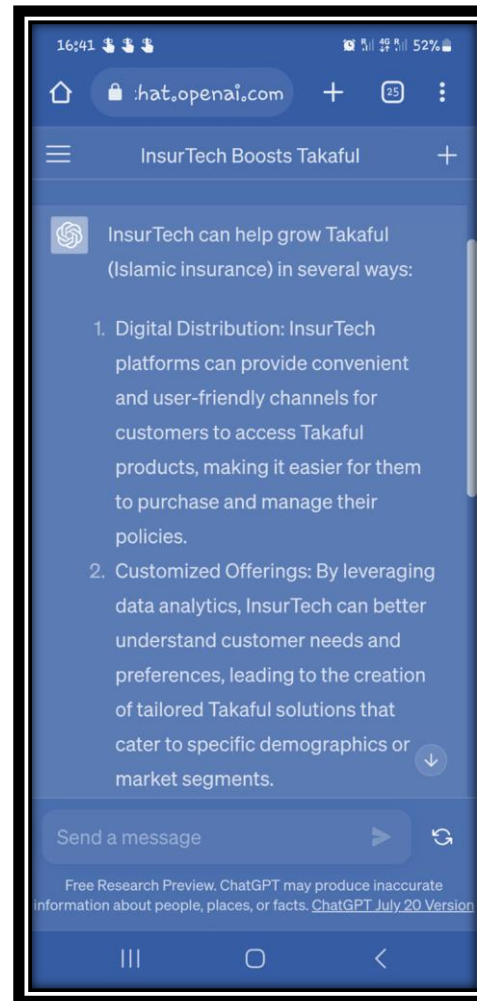 16:41 52%
:hat.openai.com 25
InsurTech Boosts Takaful
InsurTech can help grow Takaful
(Islamic insurance) in several ways:
1. Digital Distribution: InsurTech
platforms can provide convenient
and user-friendly channels for
customers to access Takaful
products, making it easier for them
to purchase and manage their
policies.
2. Customized Offerings: By leveraging
data analytics, InsurTech can better
understand customer needs and
preferences, leading to the creation
of tailored Takaful solutions that
cater to specific demographics or
market segments.
Send a message
Free Research Preview. ChatGPT may produce inaccurate
information about people, places, or facts. ChatGPT July 20 Version